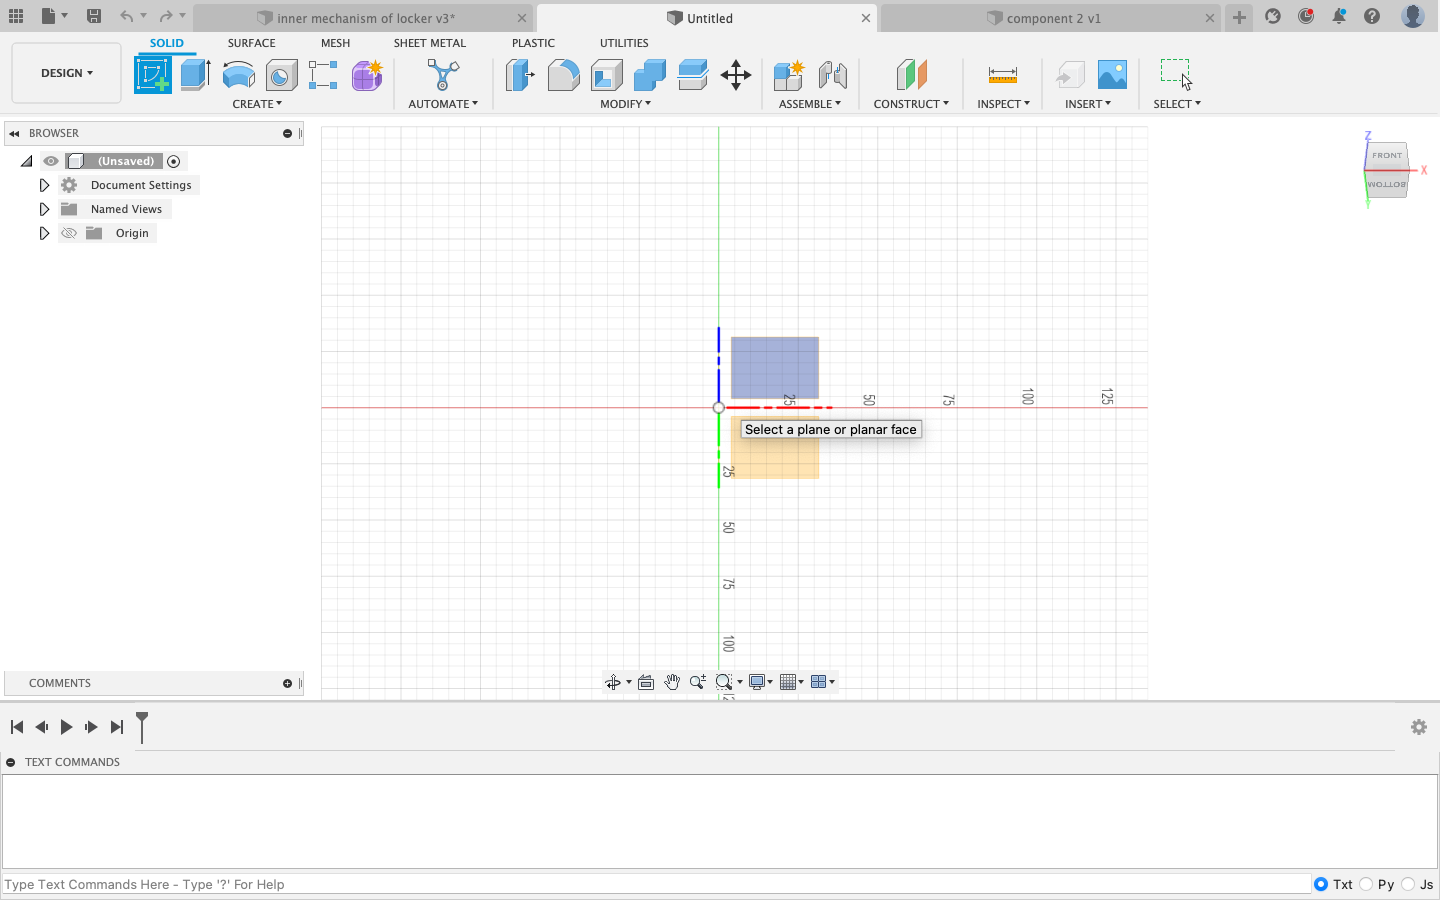 inner mechanism of locker v3*
Untitled
component 2 v1
DESIGN
SOLID
SURFACE
MESH
SHEET METAL
PLASTIC
UTILITIES
CREATE
AUTOMATE
MODIFY
ASSEMBLE
CONSTRUCT
INSPECT
INSERT
SELECT
BROWSER
(Unsaved)
Document Settings
Named Views
Origin
Z
FRONT
X
BOTTOM
25
50
75
100
125
Select a plane or planar face
25
50
75
100
COMMENTS
TEXT COMMANDS
Type Text Commands Here - Type '?' For Help
Txt
Py
Js